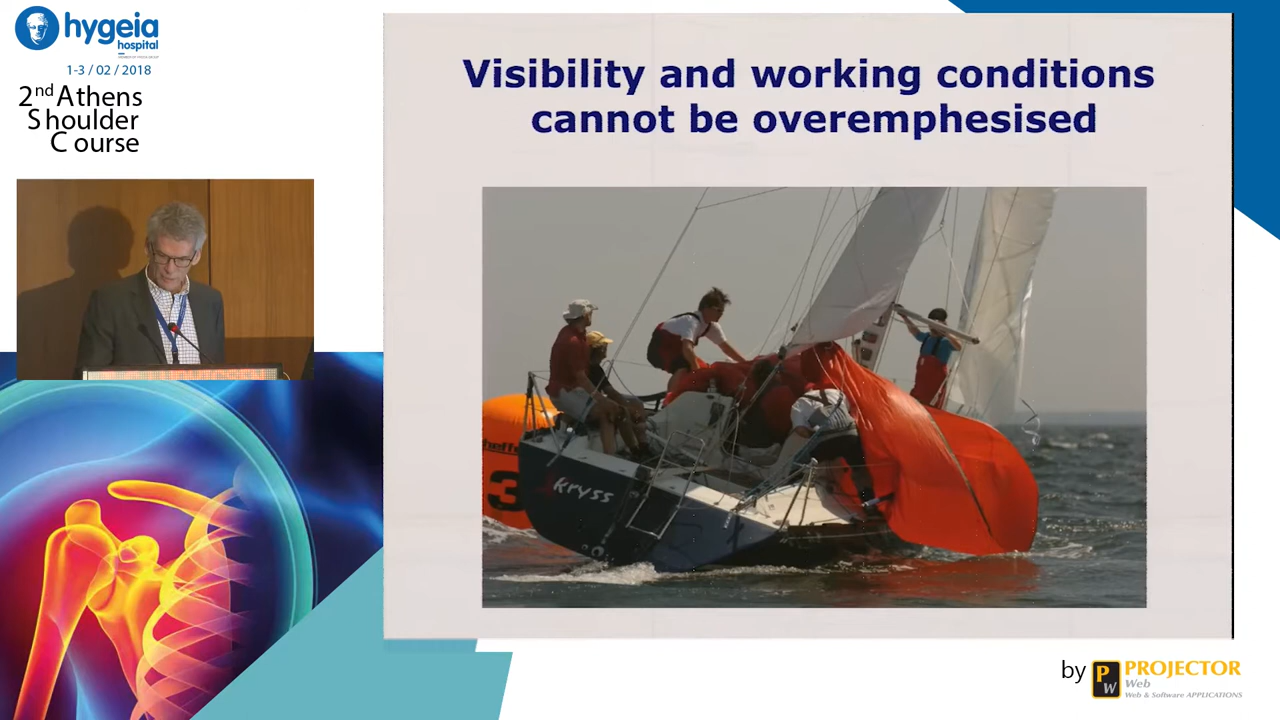 hygeia
hospital
1-3 / 02 / 2018
2nd Athens
Shoulder
Course
Visibility and working conditions
cannot be overemphesised
kryss
3
by PW PROJECTOR
Web
Web & Software APPLICATIONS